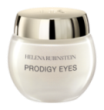 HELENA RUBINSTEIN
PRODIGY EYES